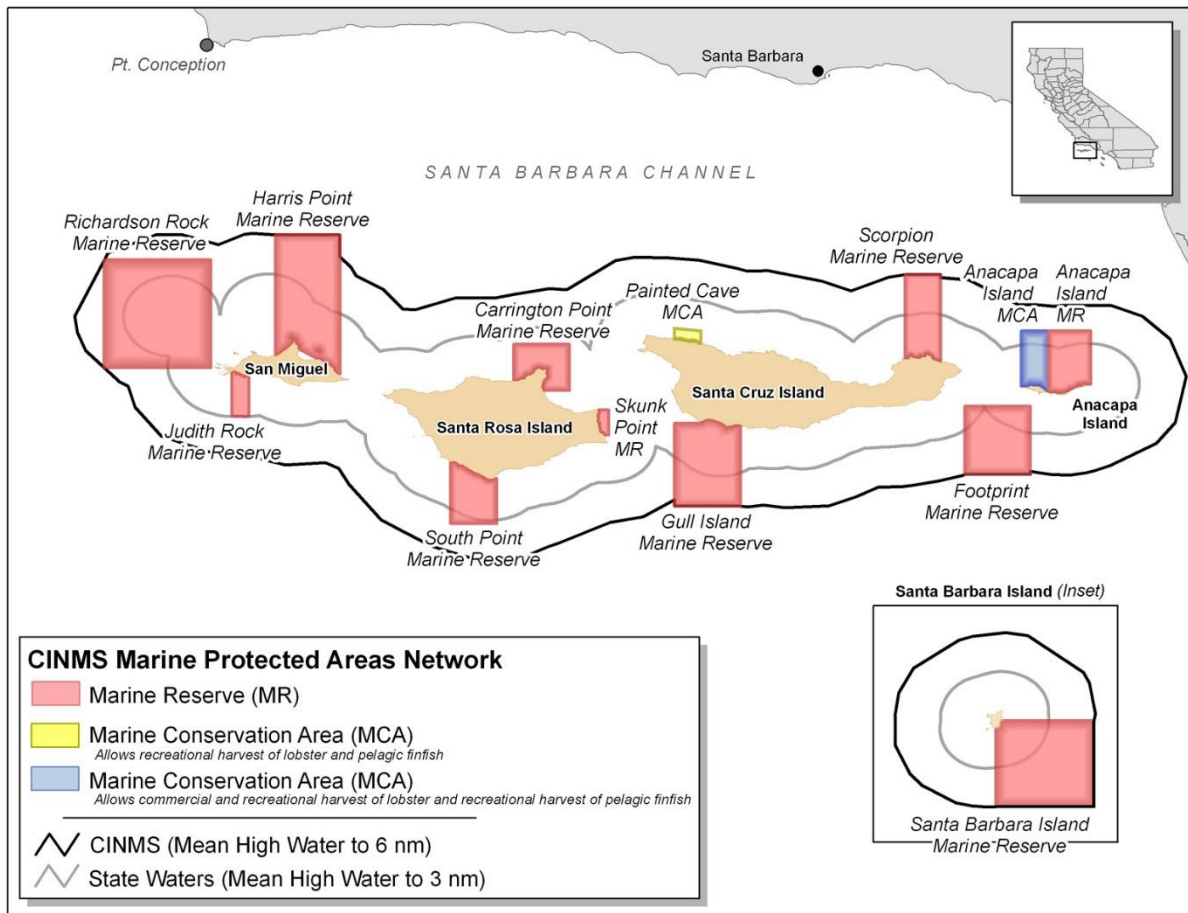 Pt. Conception
Santa Barbara
SANTA BARBARA CHANNEL
Richardson Rock
Marine Reserve
Harris Point
Marine Reserve
Carrington Point
Marine Reserve
Painted Cave
MCA
Scorpion
Marine Reserve
Anacapa
Island
MCA
Anacapa
Island
MR
San Miguel
Judith Rock
Marine Reserve
Santa Rosa Island
Skunk
Point
MR
Santa Cruz Island
Anacapa
Island
South Point
Marine Reserve
Gull Island
Marine Reserve
Footprint
Marine Reserve
Santa Barbara Island (Inset)
Santa Barbara Island
Marine Reserve
CINMS Marine Protected Areas Network
Marine Reserve (MR)
Marine Conservation Area (MCA)
Allows recreational harvest of lobster and pelagic finfish
Marine Conservation Area (MCA)
Allows commercial and recreational harvest of lobster and recreational harvest of pelagic finfish
CINMS (Mean High Water to 6 nm)
State Waters (Mean High Water to 3 nm)